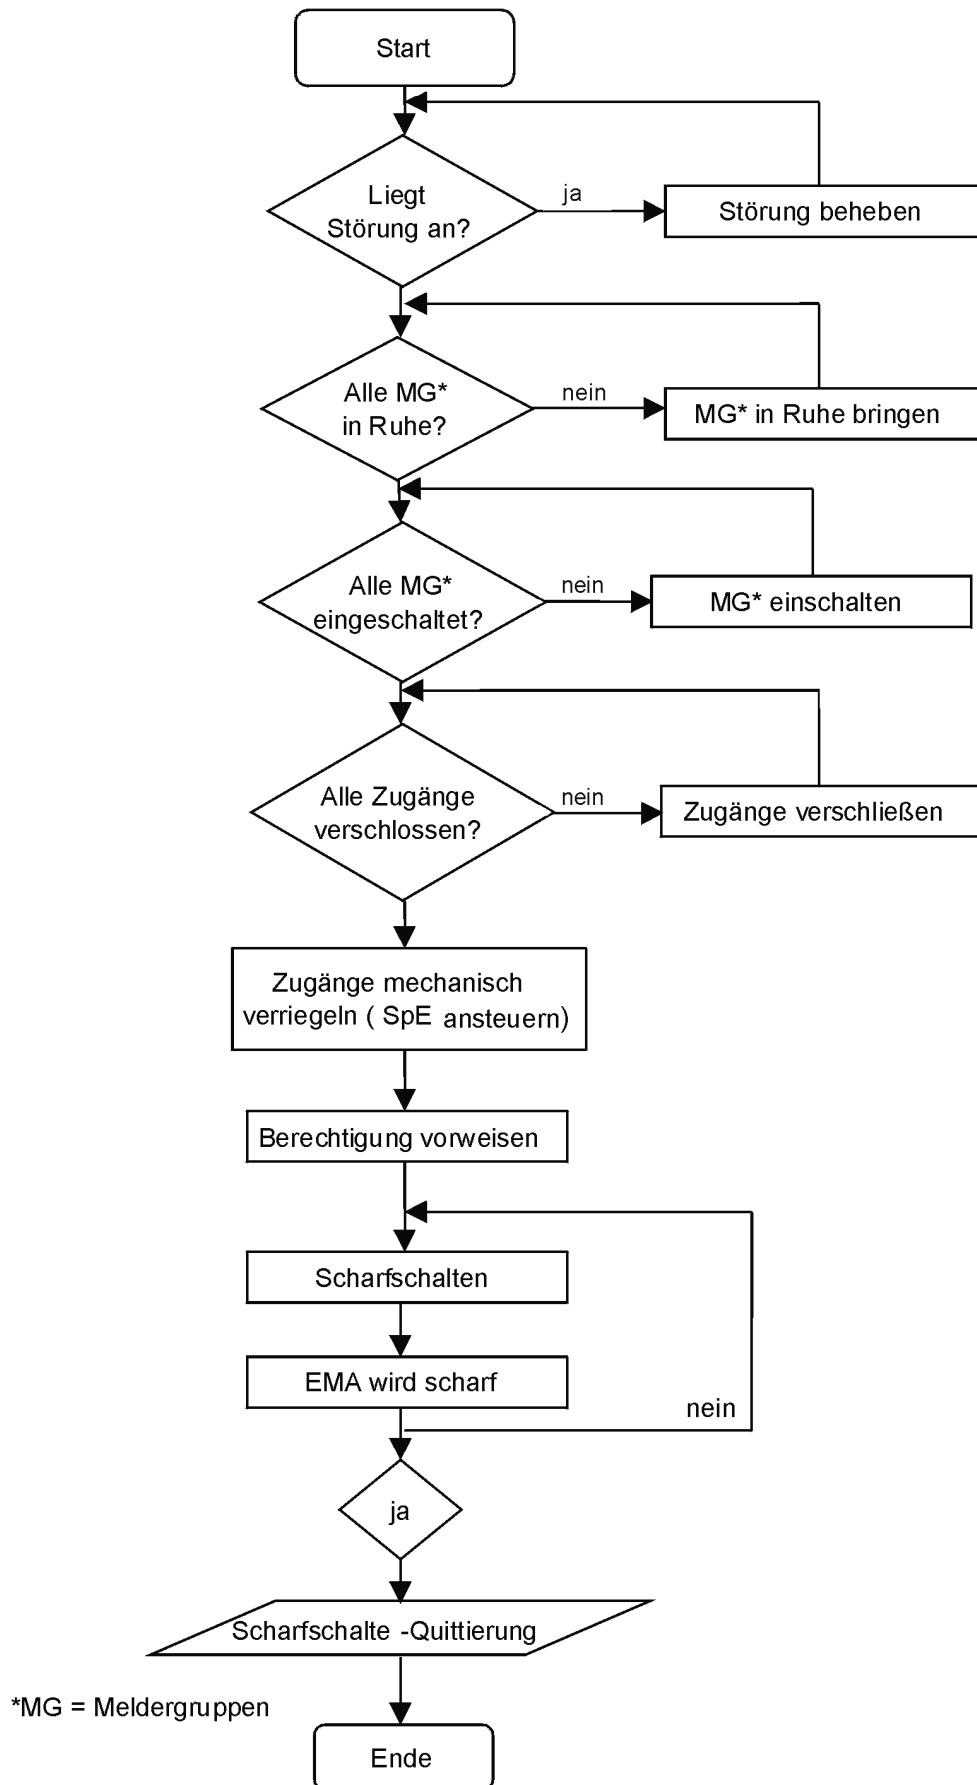 Start
Liegt
Störung an?
ja
Störung beheben
Alle MG*
in Ruhe?
nein
MG* in Ruhe bringen
Alle MG*
eingeschaltet?
nein
MG* einschalten
Alle Zugänge
verschlossen?
nein
Zugänge verschließen
Zugänge mechanisch
verriegeln ( SpE ansteuern)
Berechtigung vorweisen
Scharfschalten
EMA wird scharf
nein
ja
Scharfschalte -Quittierung
*MG = Meldergruppen
Ende